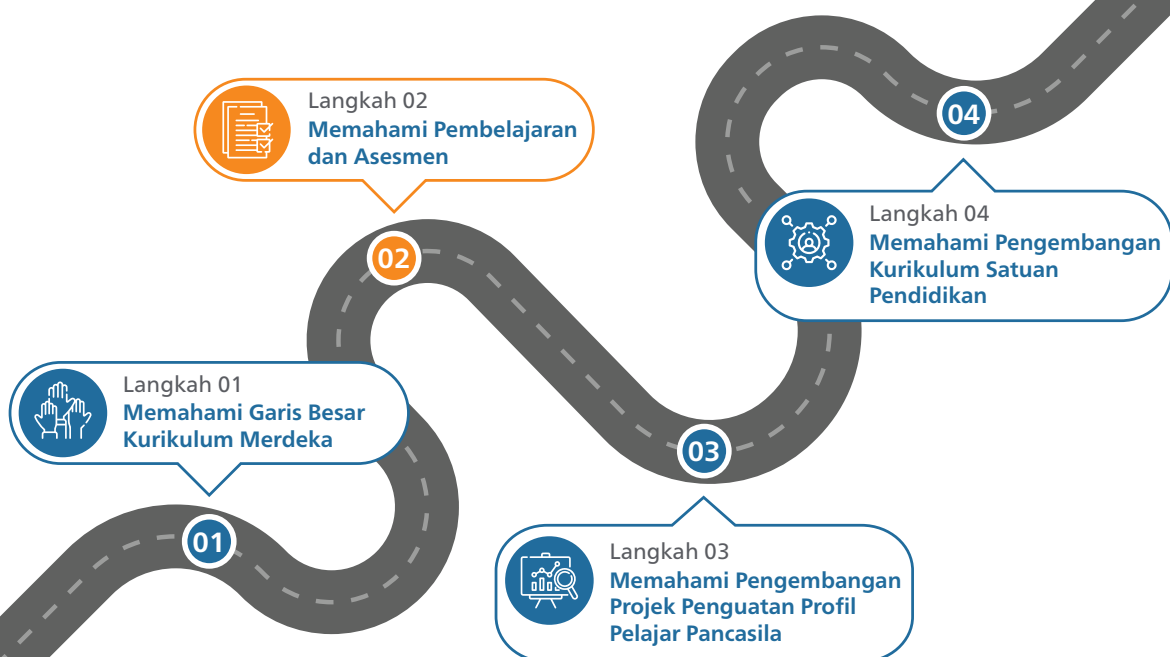 Langkah 01
Memahami Garis Besar
Kurikulum Merdeka
01
Langkah 02
Memahami Pembelajaran
dan Asesmen
02
03
Langkah 03
Memahami Pengembangan
Projek Penguatan Profil
Pelajar Pancasila
04
Langkah 04
Memahami Pengembangan
Kurikulum Satuan
Pendidikan